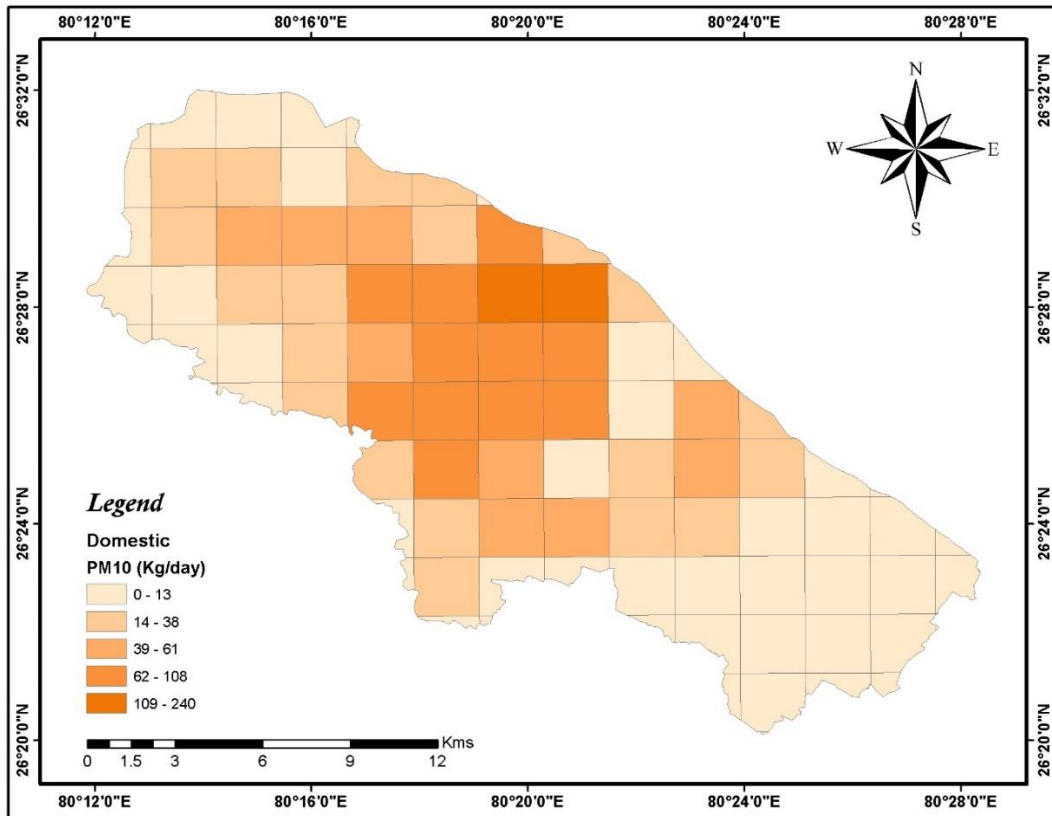 80°12'0"E 80°16'0"E 80°20'0"E 80°24'0"E 80°28'0"E
26°32'0"N
26°32'0"N
N
W E
S
26°28'0"N
26°28'0"N
26°24'0"N
26°24'0"N
Legend
Domestic
PM10 (Kg/day)
0 - 13
14 - 38
39 - 61
62 - 108
109 - 240
26°20'0"N
26°20'0"N
Kms
0 1.5 3 6 9 12
80°12'0"E 80°16'0"E 80°20'0"E 80°24'0"E 80°28'0"E